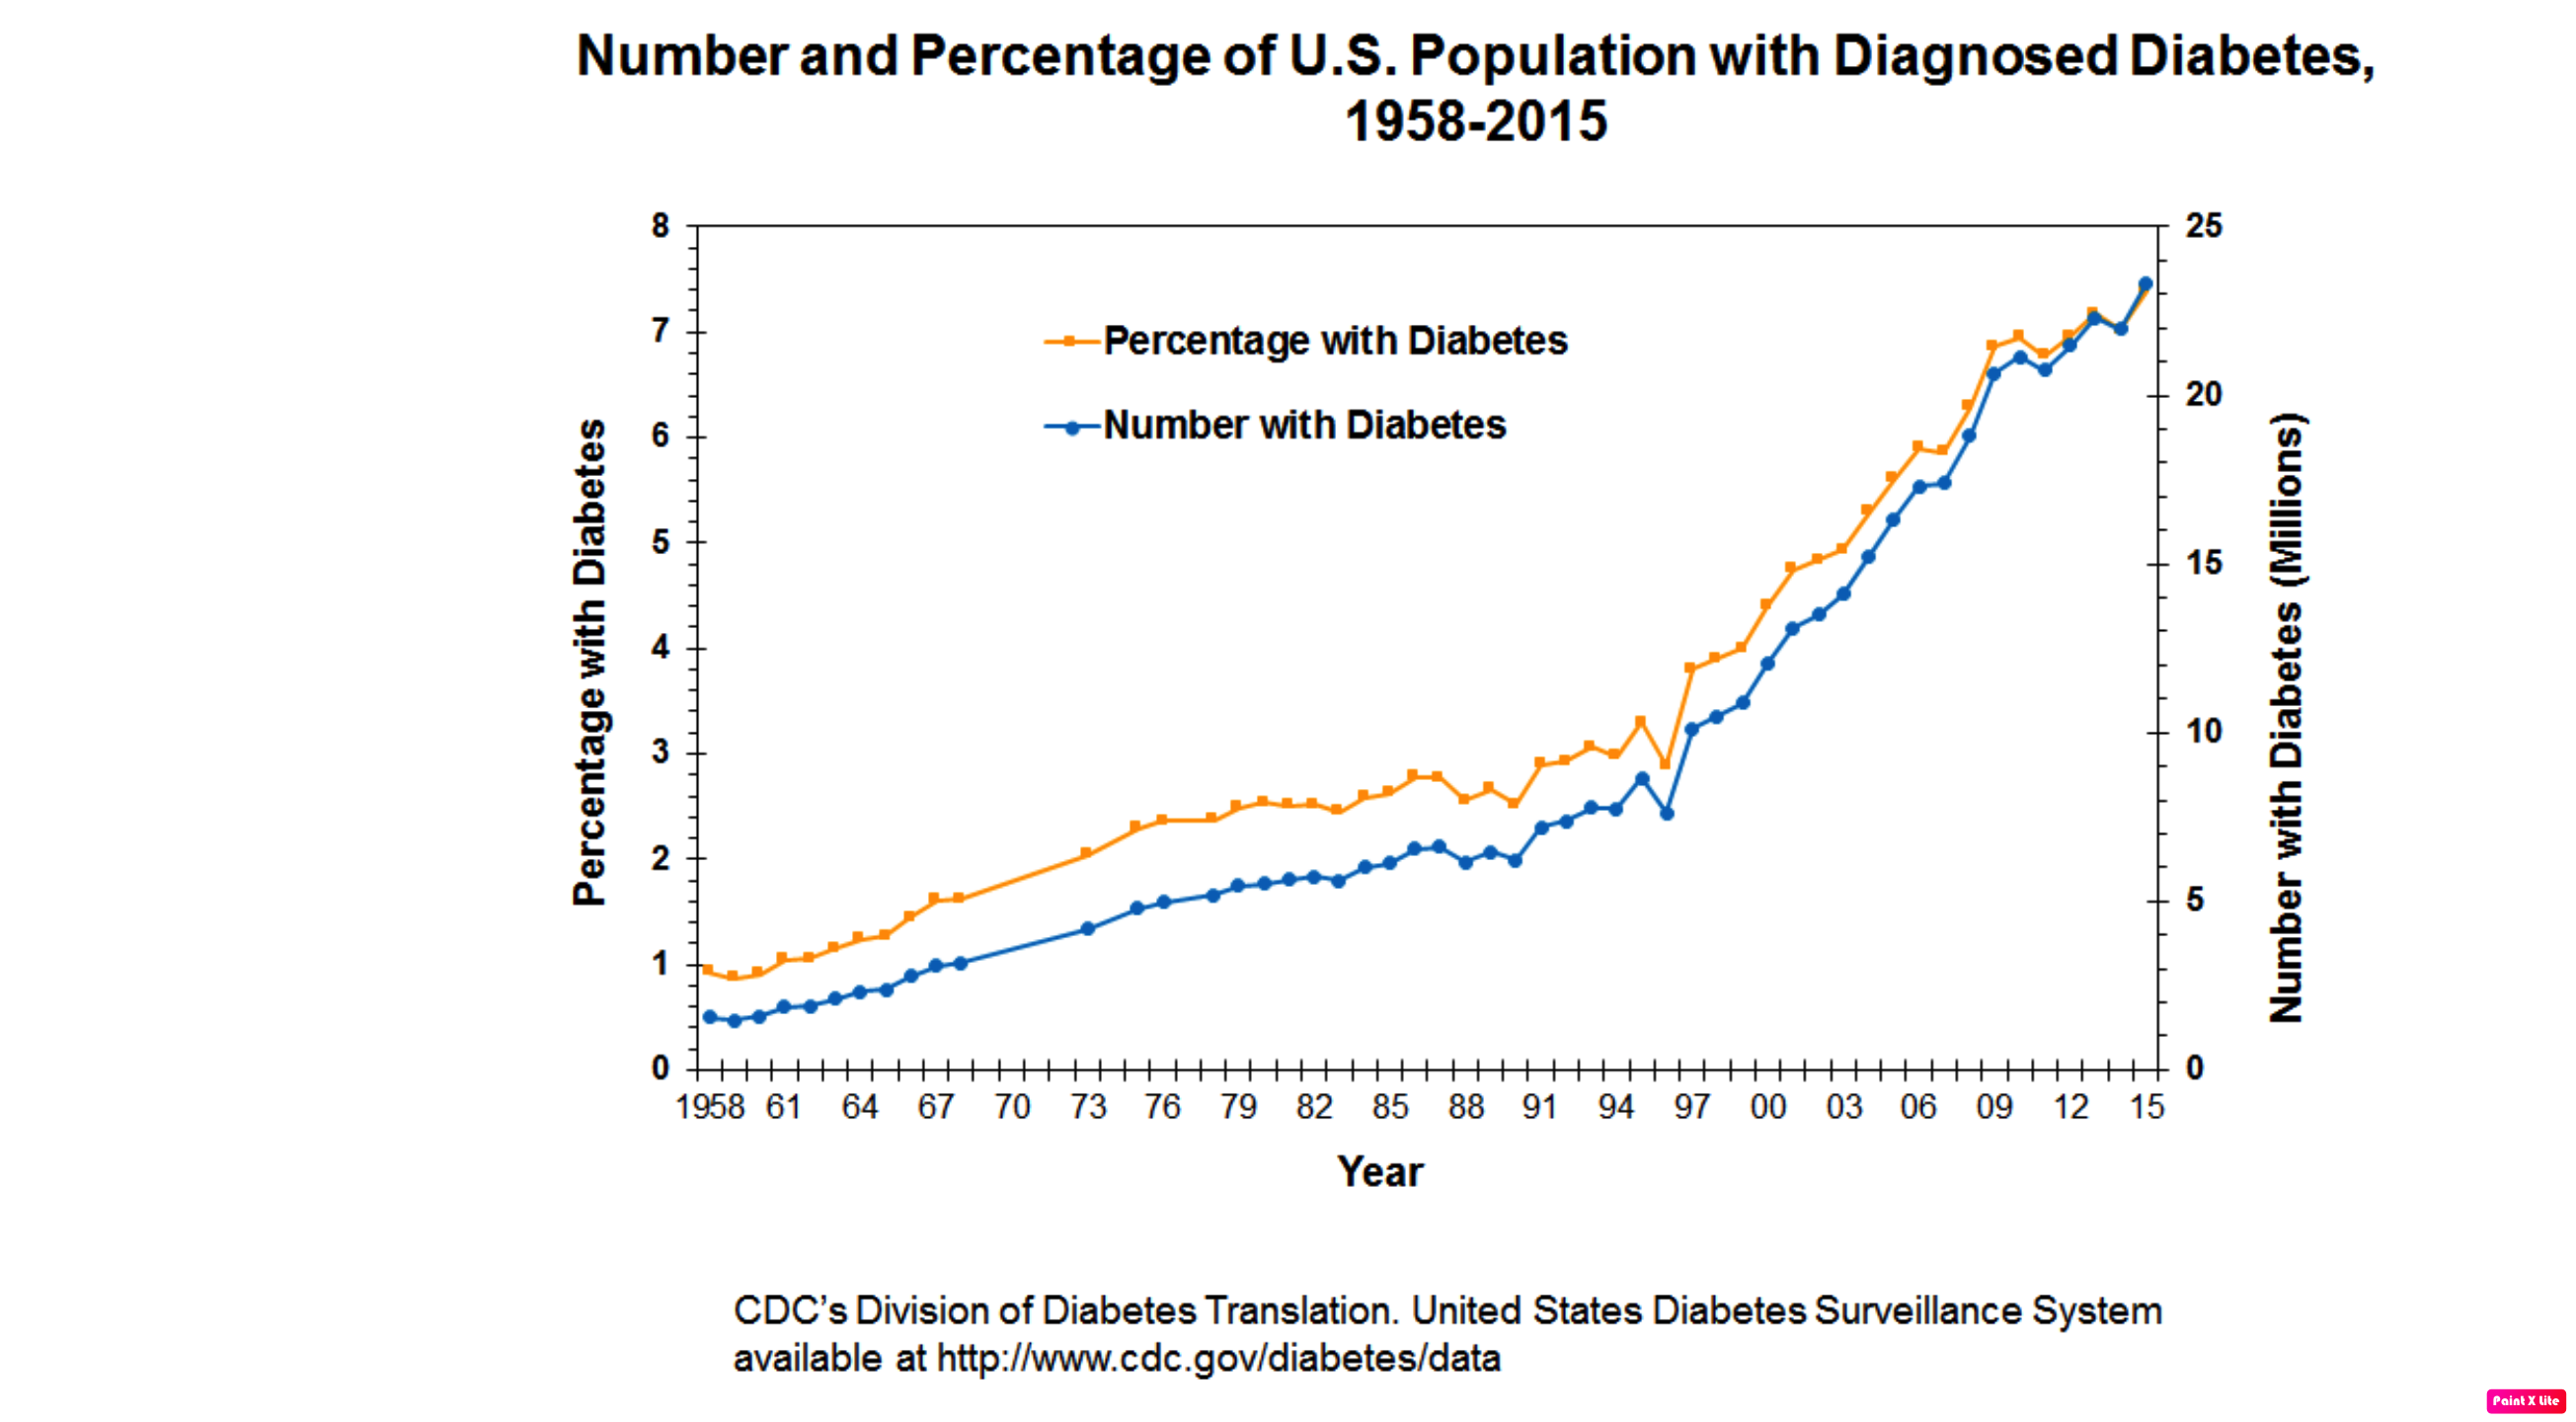 Number and Percentage of U.S. Population with Diagnosed Diabetes,
1958-2015
Percentage with Diabetes
8
7
6
5
4
3
2
1
0
Percentage with Diabetes
Number with Diabetes
25
20
15
10
5
0
Number with Diabetes (Millions)
1958 61 64 67 70 73 76 79 82 85 88 91 94 97 00 03 06 09 12 15
Year
CDC’s Division of Diabetes Translation. United States Diabetes Surveillance System
available at http://www.cdc.gov/diabetes/data
Paint X Lite